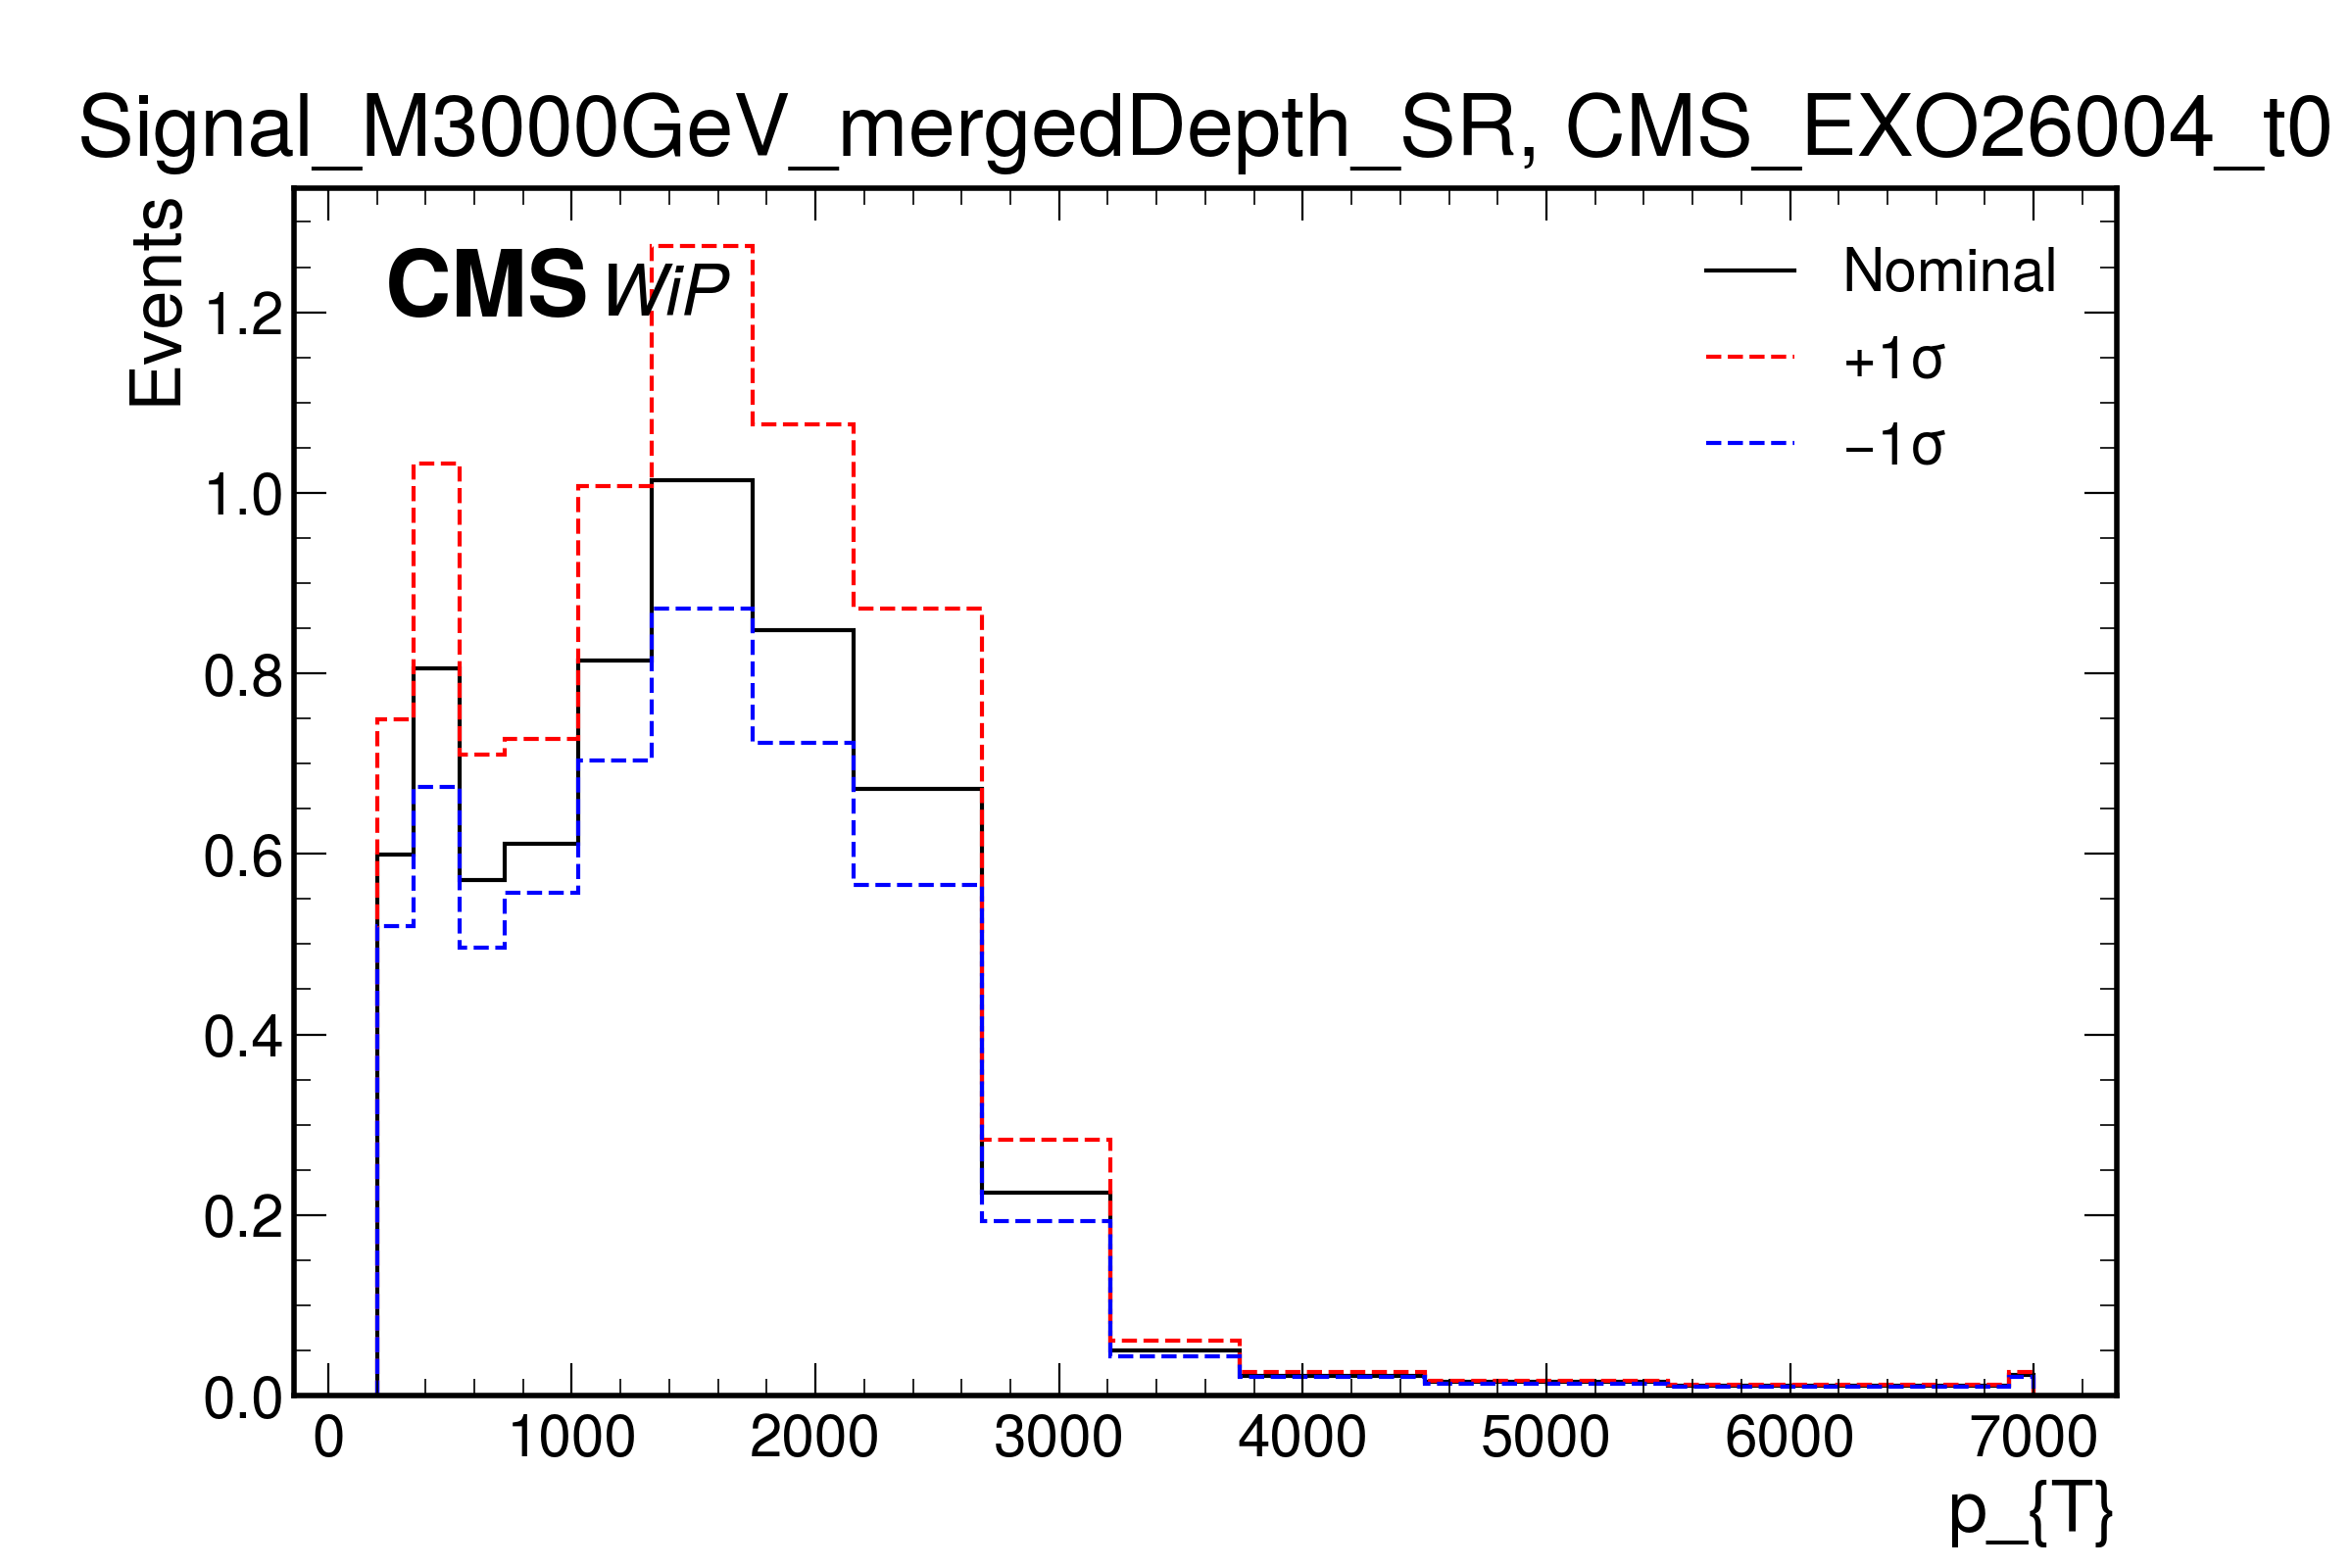 Signal_M3000GeV_mergedDepth_SR, CMS_EXO26004_t0
Events
CMS WiP
Nominal
+1σ
−1σ
1.2
1.0
0.8
0.6
0.4
0.2
0.0
0 1000 2000 3000 4000 5000 6000 7000
p_{T}